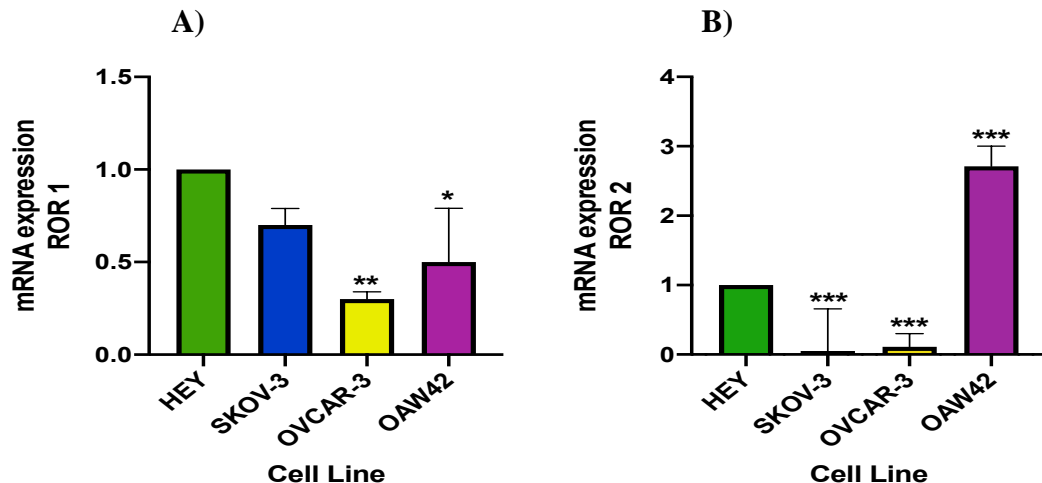 A)
mRNA expression
ROR 1
1.5
1.0
0.5
0.0
**
*
HEY
SKOV-3
OVCAR-3
OAW42
Cell Line
B)
mRNA expression
ROR 2
4
3
2
1
0
***
***
***
HEY
SKOV-3
OVCAR-3
OAW42
Cell Line